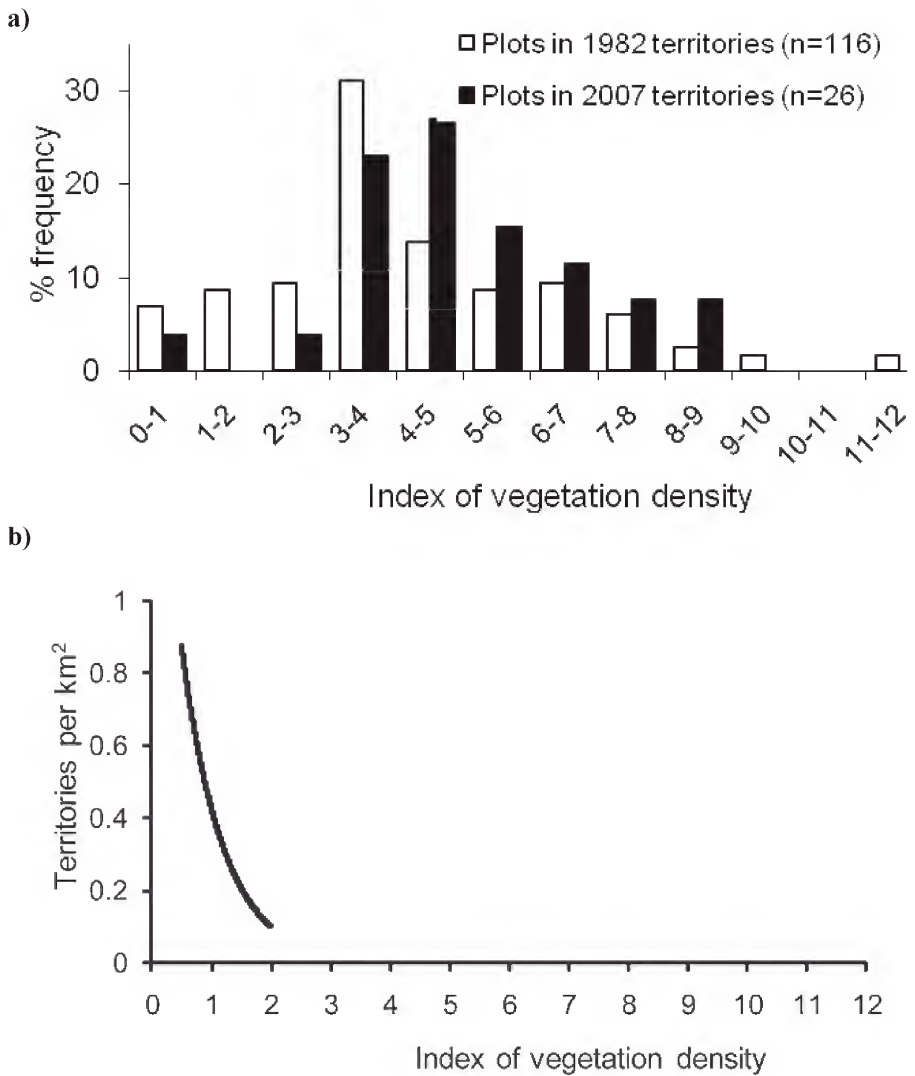 a)
Plots in 1982 territories (n=116)
Plots in 2007 territories (n=26)
% frequency
30
20
10
0
0-1 1-2 2-3 3-4 4-5 5-6 6-7 7-8 8-9 9-10 10-11 11-12
Index of vegetation density
b)
Territories per km²
1
0.8
0.6
0.4
0.2
0
0 1 2 3 4 5 6 7 8 9 10 11 12
Index of vegetation density